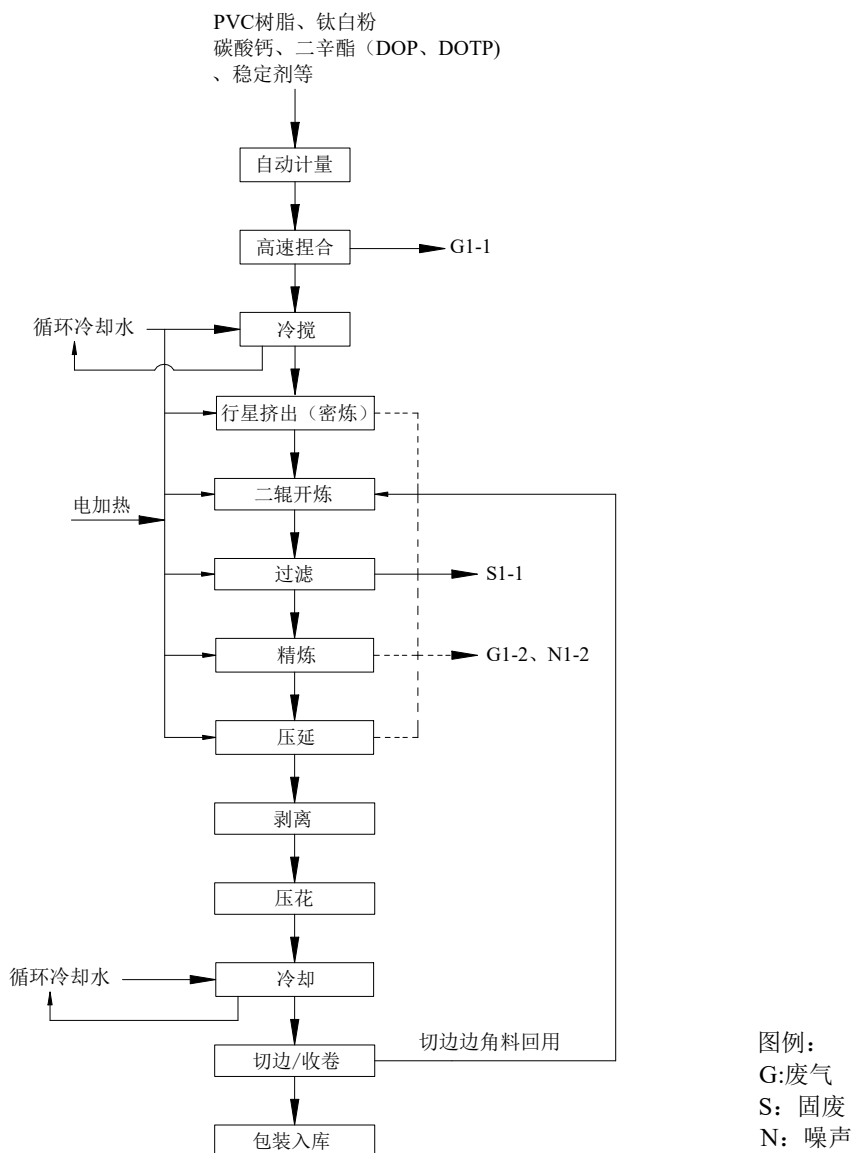 PVC树脂、钛白粉
碳酸钙、二辛酯（DOP、DOTP)
、稳定剂等
自动计量
高速捏合
G1-1
循环冷却水
冷搅
行星挤出（密炼）
二辊开炼
电加热
过滤
S1-1
精炼
G1-2、N1-2
压延
剥离
压花
循环冷却水
冷却
切边/收卷
切边边角料回用
包装入库
图例：
G:废气
S：固废
N：噪声